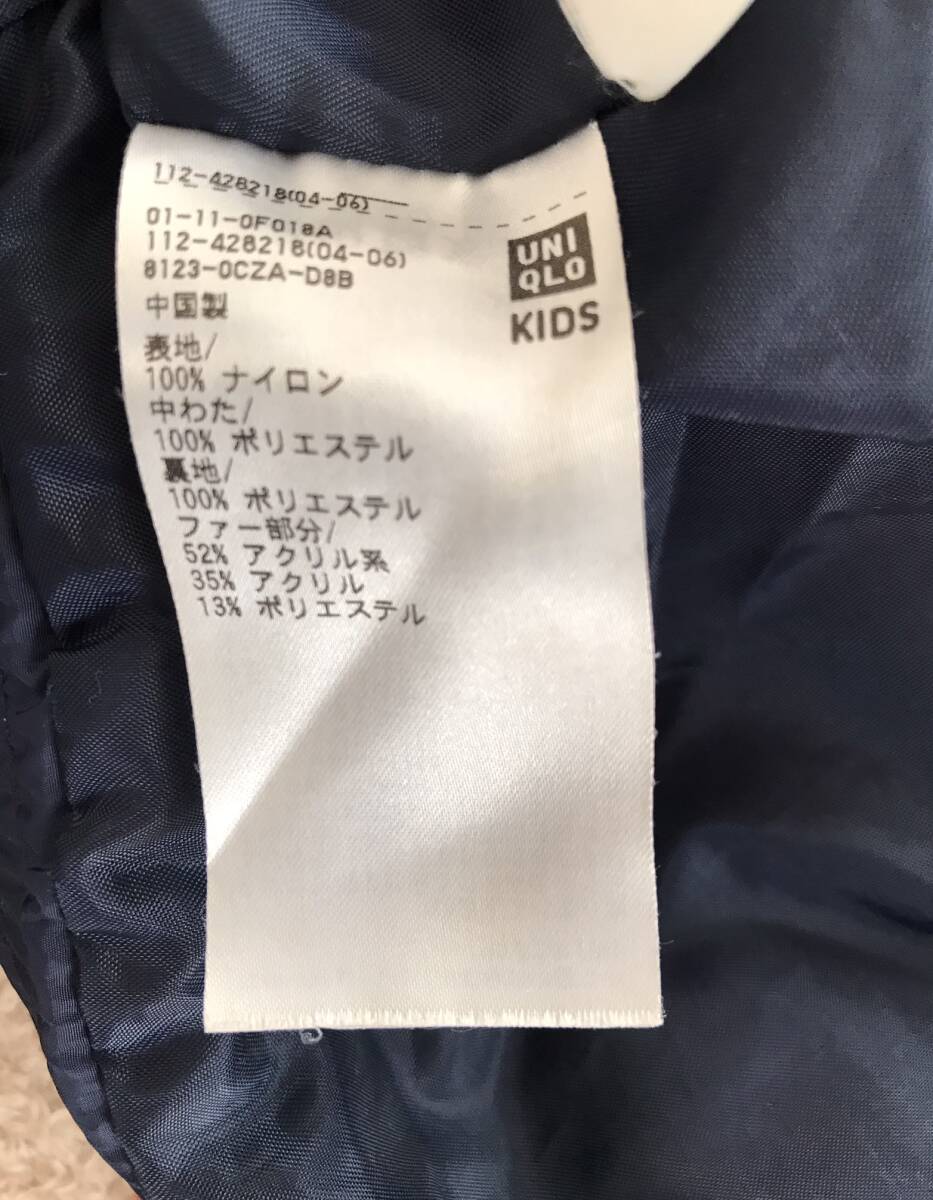 112-428218(04-06)
01-11-0F018A
112-428218(04-06)
8123-0CZA-D8B
UNI
QLO
KIDS
中国製
表地/
100% ナイロン
中わた/
100% ポリエステル
裏地/
100% ポリエステル
ファー部分/
52% アクリル系
35% アクリル
13% ポリエステル